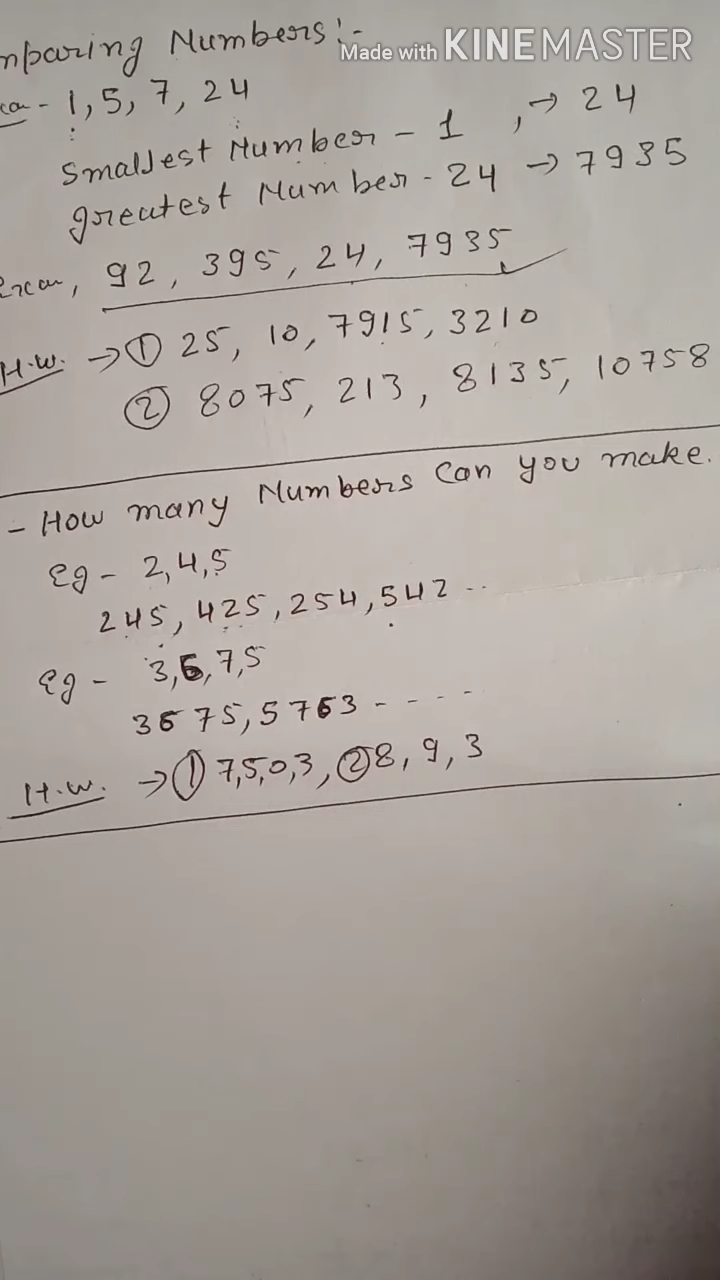 mparing Numbers:-
Made with KINEMASTER
1, 5, 7, 24
Smallest Number - 1 , → 24
greatest Number - 24 → 7935
92, 395, 24, 7935
H.W. → ① 25, 10, 7915, 3210
② 8075, 213, 8135, 10758
- How many Numbers can you make.
Eg - 2,4,5
245, 425, 254, 542 ..
Eg - 3,6,7,5
3675, 5763 - - - -
H.W. → ① 7,5,0,3, ② 8, 9, 3